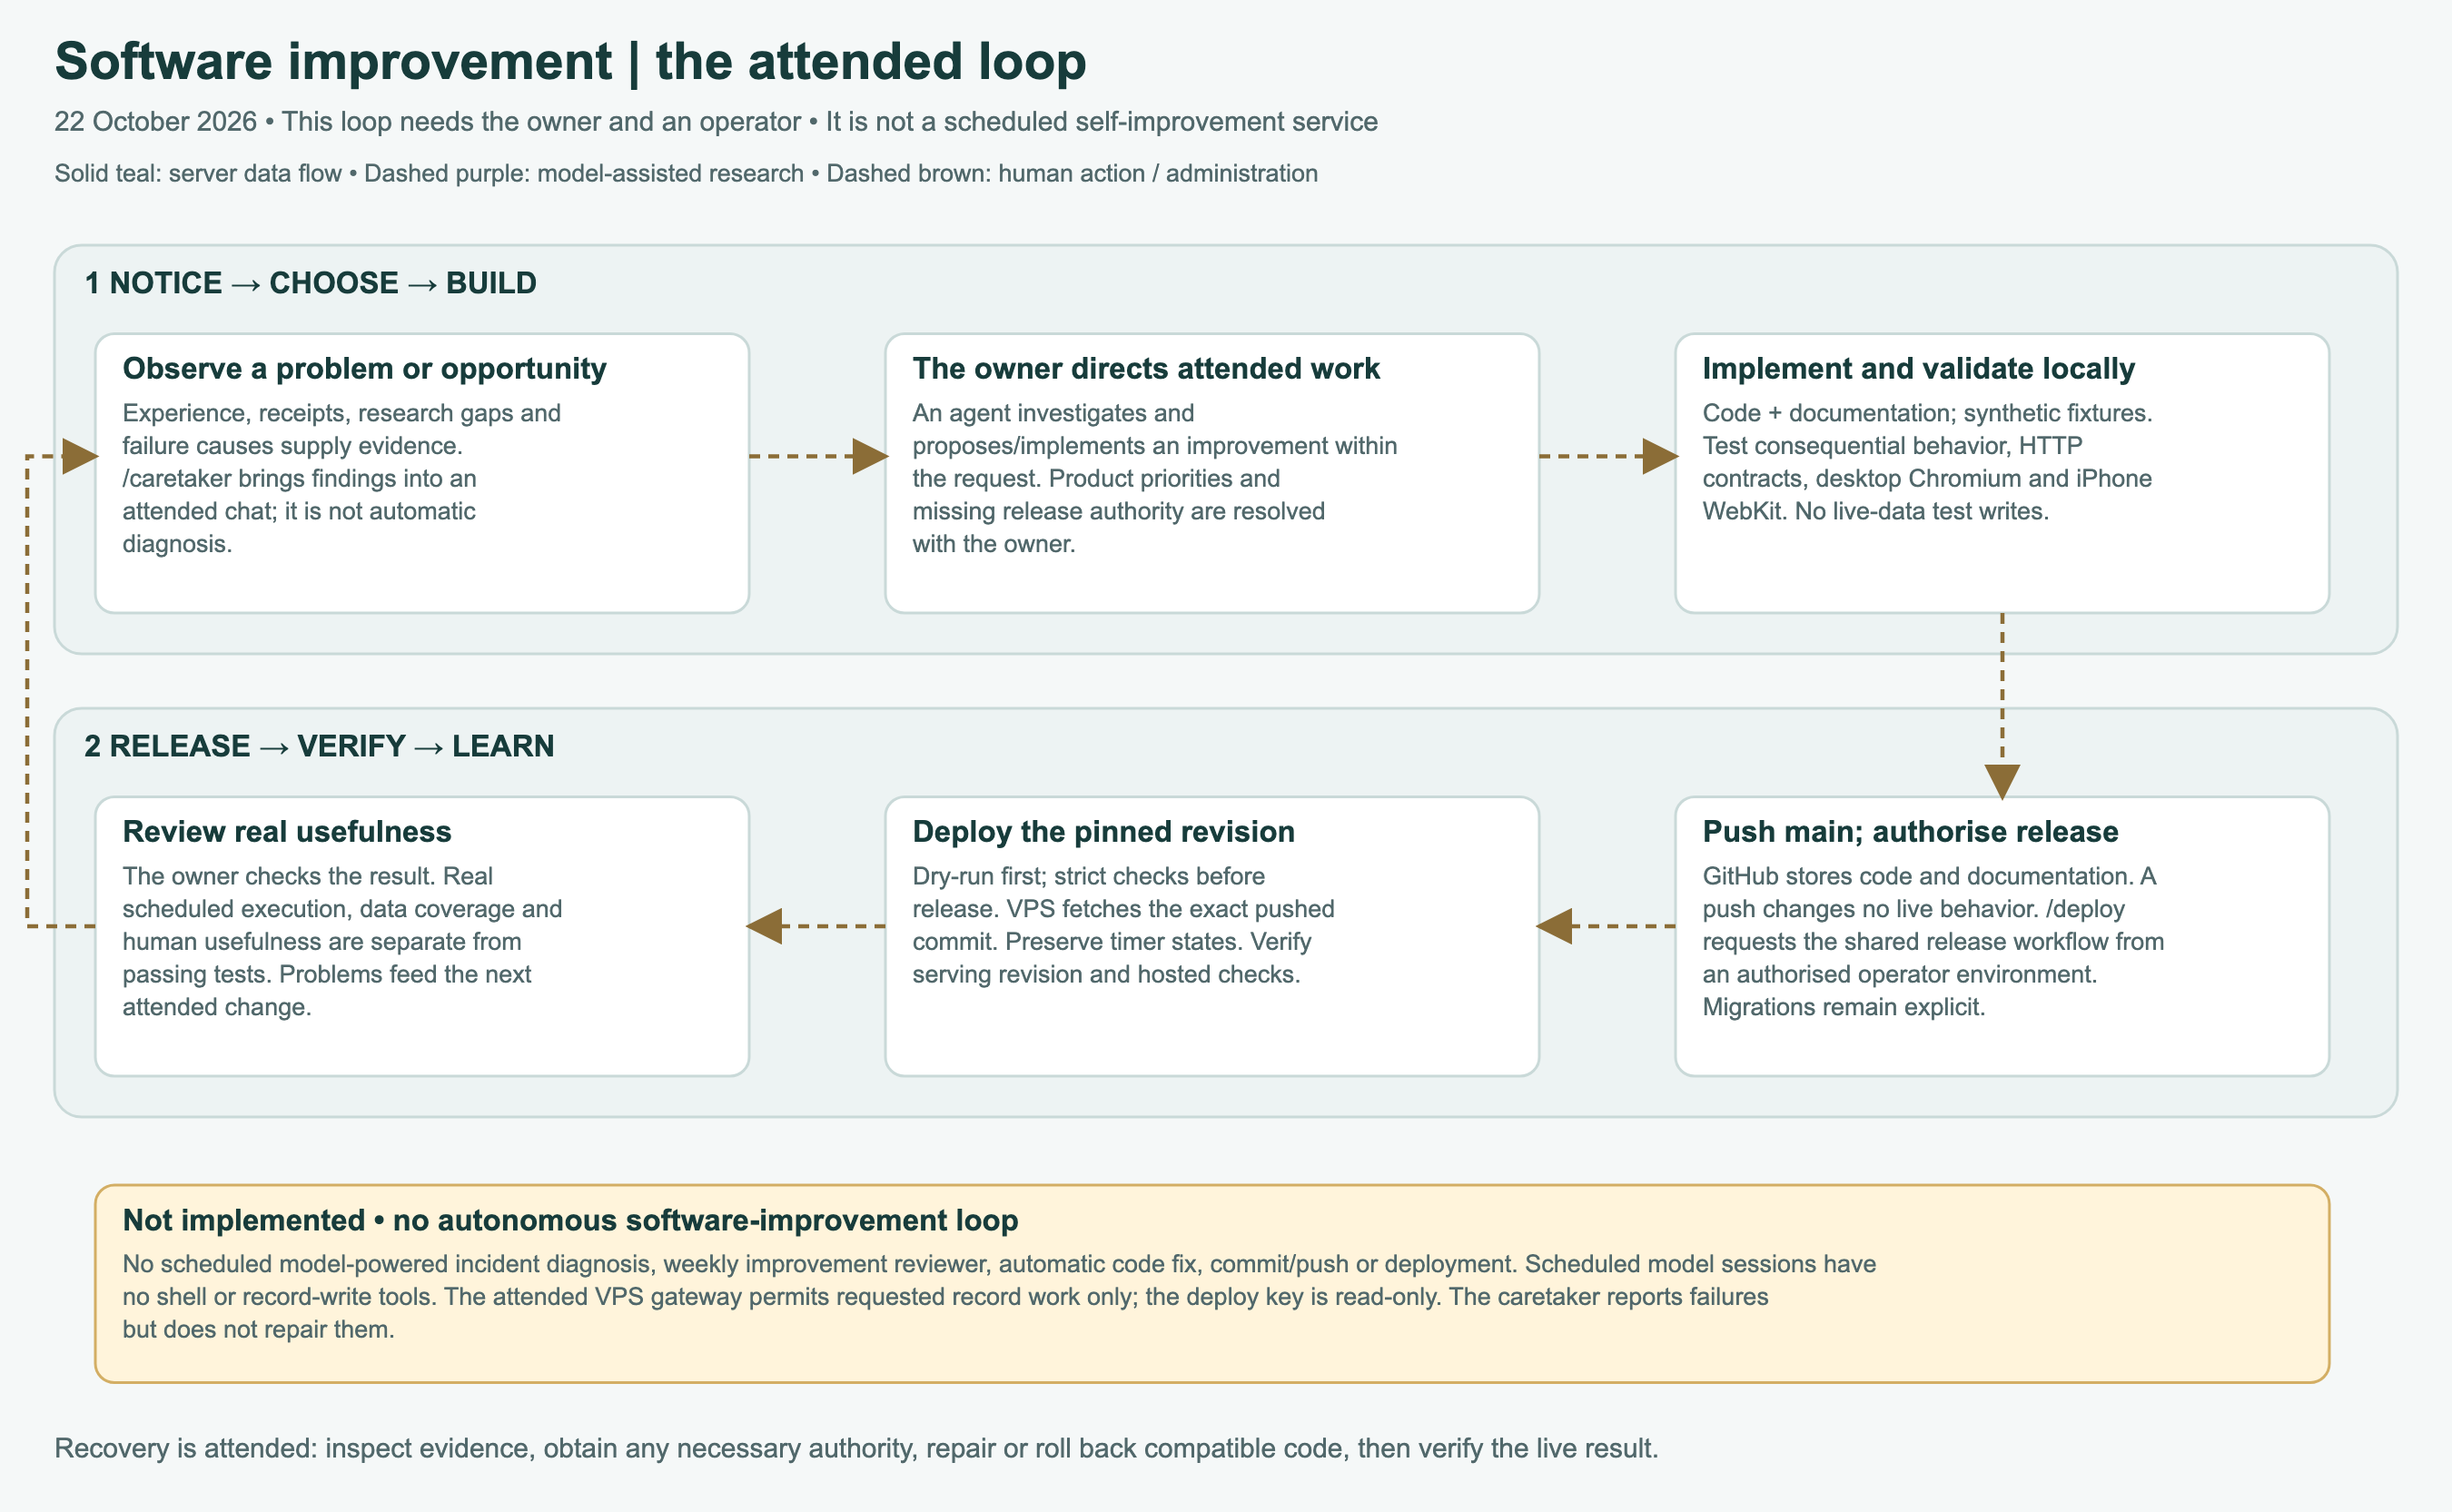 Software improvement | the attended loop
22 October 2026 • This loop needs the owner and an operator • It is not a scheduled self-improvement service
Solid teal: server data flow • Dashed purple: model-assisted research • Dashed brown: human action / administration
1 NOTICE → CHOOSE → BUILD
Observe a problem or opportunity
Experience, receipts, research gaps and
failure causes supply evidence.
/caretaker brings findings into an
attended chat; it is not automatic
diagnosis.
The owner directs attended work
An agent investigates and
proposes/implements an improvement within
the request. Product priorities and
missing release authority are resolved
with the owner.
Implement and validate locally
Code + documentation; synthetic fixtures.
Test consequential behavior, HTTP
contracts, desktop Chromium and iPhone
WebKit. No live-data test writes.
2 RELEASE → VERIFY → LEARN
Review real usefulness
The owner checks the result. Real
scheduled execution, data coverage and
human usefulness are separate from
passing tests. Problems feed the next
attended change.
Deploy the pinned revision
Dry-run first; strict checks before
release. VPS fetches the exact pushed
commit. Preserve timer states. Verify
serving revision and hosted checks.
Push main; authorise release
GitHub stores code and documentation. A
push changes no live behavior. /deploy
requests the shared release workflow from
an authorised operator environment.
Migrations remain explicit.
Not implemented • no autonomous software-improvement loop
No scheduled model-powered incident diagnosis, weekly improvement reviewer, automatic code fix, commit/push or deployment. Scheduled model sessions have
no shell or record-write tools. The attended VPS gateway permits requested record work only; the deploy key is read-only. The caretaker reports failures
but does not repair them.
Recovery is attended: inspect evidence, obtain any necessary authority, repair or roll back compatible code, then verify the live result.